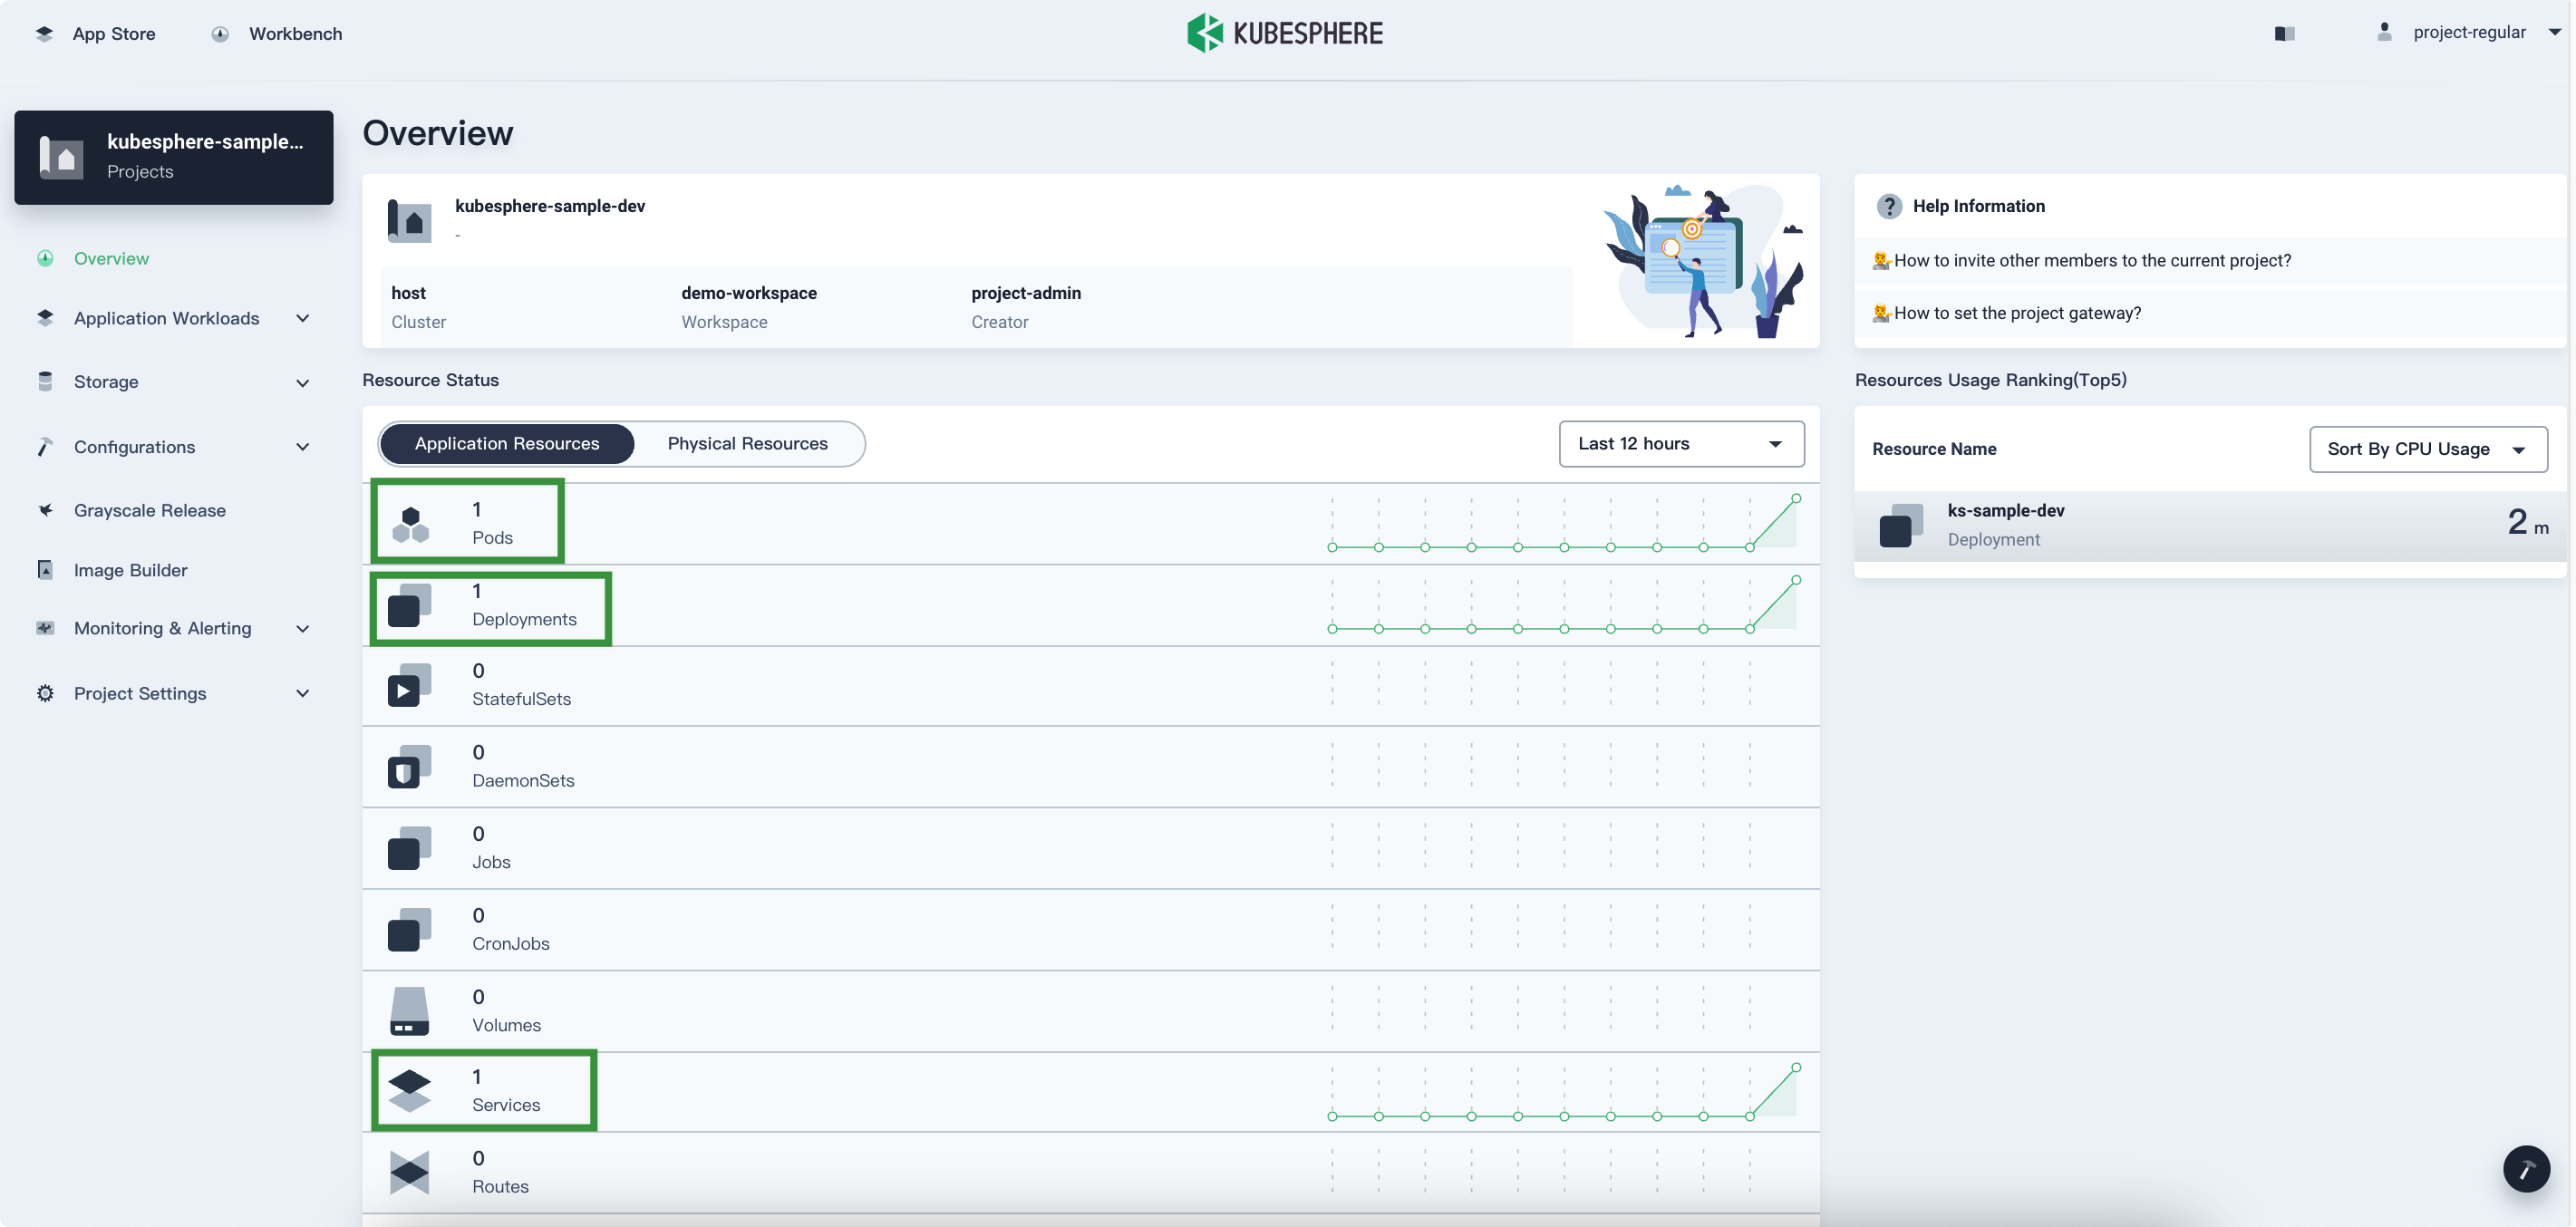 App Store
Workbench
KUBESPHERE
project-regular
kubesphere-sample...
Projects
Overview
Application Workloads
Storage
Configurations
Grayscale Release
Image Builder
Monitoring & Alerting
Project Settings
Overview
kubesphere-sample-dev
-
host
Cluster
demo-workspace
Workspace
project-admin
Creator
Help Information
How to invite other members to the current project?
How to set the project gateway?
Resource Status
Application Resources
Physical Resources
Last 12 hours
1
Pods
1
Deployments
0
StatefulSets
0
DaemonSets
0
Jobs
0
CronJobs
0
Volumes
1
Services
0
Routes
Resources Usage Ranking(Top5)
Resource Name
Sort By CPU Usage
ks-sample-dev
Deployment
2 m